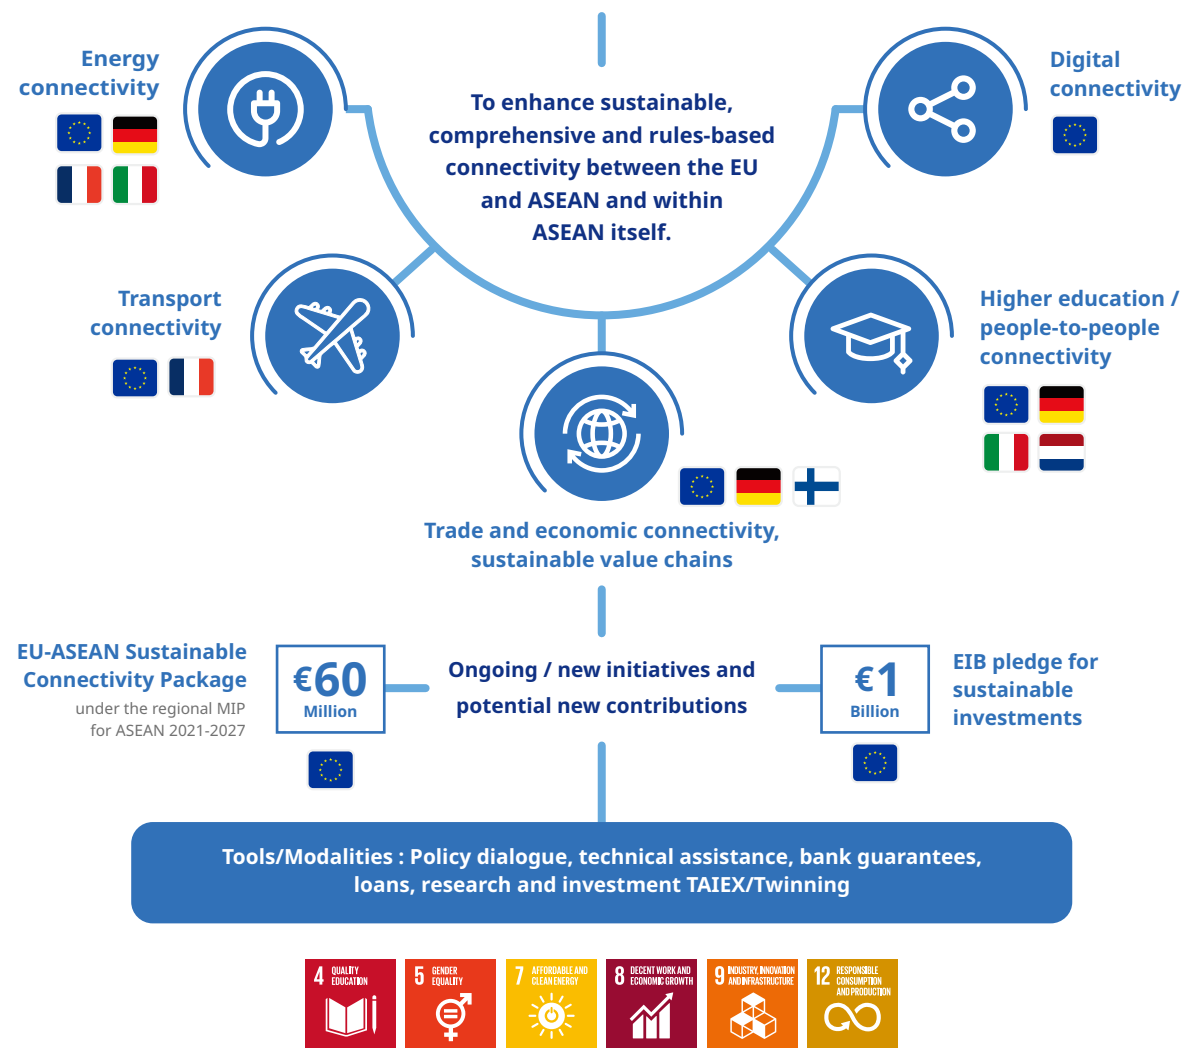 Energy
connectivity
To enhance sustainable,
comprehensive and rules-based
connectivity between the EU
and ASEAN and within
ASEAN itself.
Digital
connectivity
Transport
connectivity
Higher education /
people-to-people
connectivity
Trade and economic connectivity,
sustainable value chains
EU-ASEAN Sustainable
Connectivity Package
under the regional MIP
for ASEAN 2021-2027
€60
Million
Ongoing / new initiatives and
potential new contributions
€1
Billion
EIB pledge for
sustainable
investments
Tools/Modalities : Policy dialogue, technical assistance, bank guarantees,
loans, research and investment TAIEX/Twinning
4 QUALITY
EDUCATION
5 GENDER
EQUALITY
7 AFFORDABLE AND
CLEAN ENERGY
8 DECENT WORK AND
ECONOMIC GROWTH
9 INDUSTRY, INNOVATION
AND INFRASTRUCTURE
12 RESPONSIBLE
CONSUMPTION
AND PRODUCTION